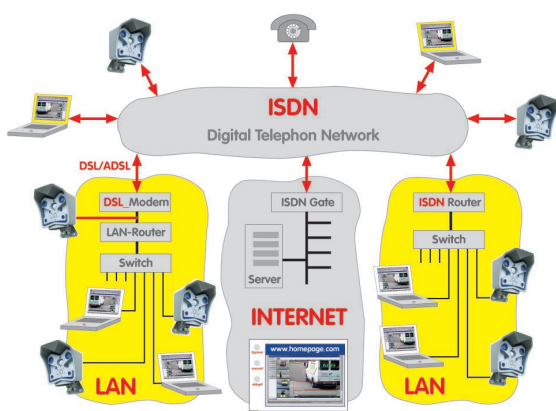 ISDN
Digital Telephon Network
DSL/ADSL
DSL_Modem
LAN-Router
Switch
LAN
ISDN Gate
Server
INTERNET
www.homepage.com
ISDN Router
Switch
LAN